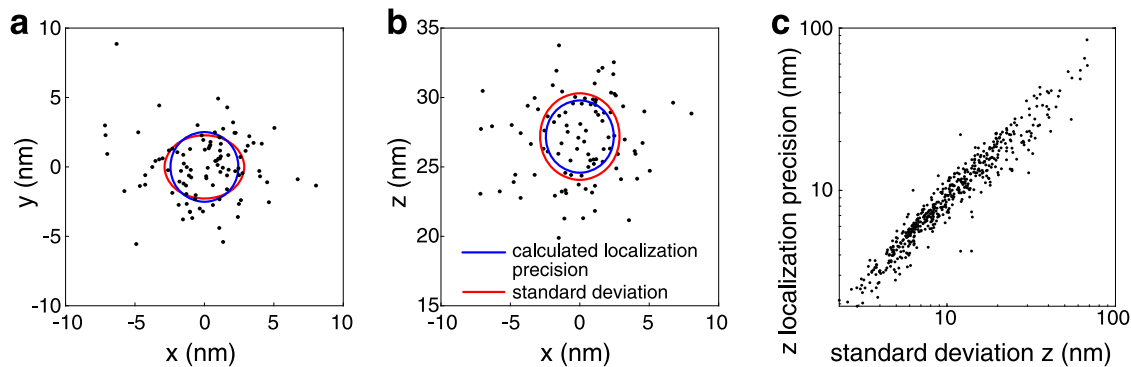 a
10
5
0
-5
-10
y (nm)
-10 -5 0 5 10
x (nm)
b
35
30
25
20
15
z (nm)
calculated localization
precision
standard deviation
-10 -5 0 5 10
x (nm)
c
100
10
z localization precision (nm)
10 100
standard deviation z (nm)